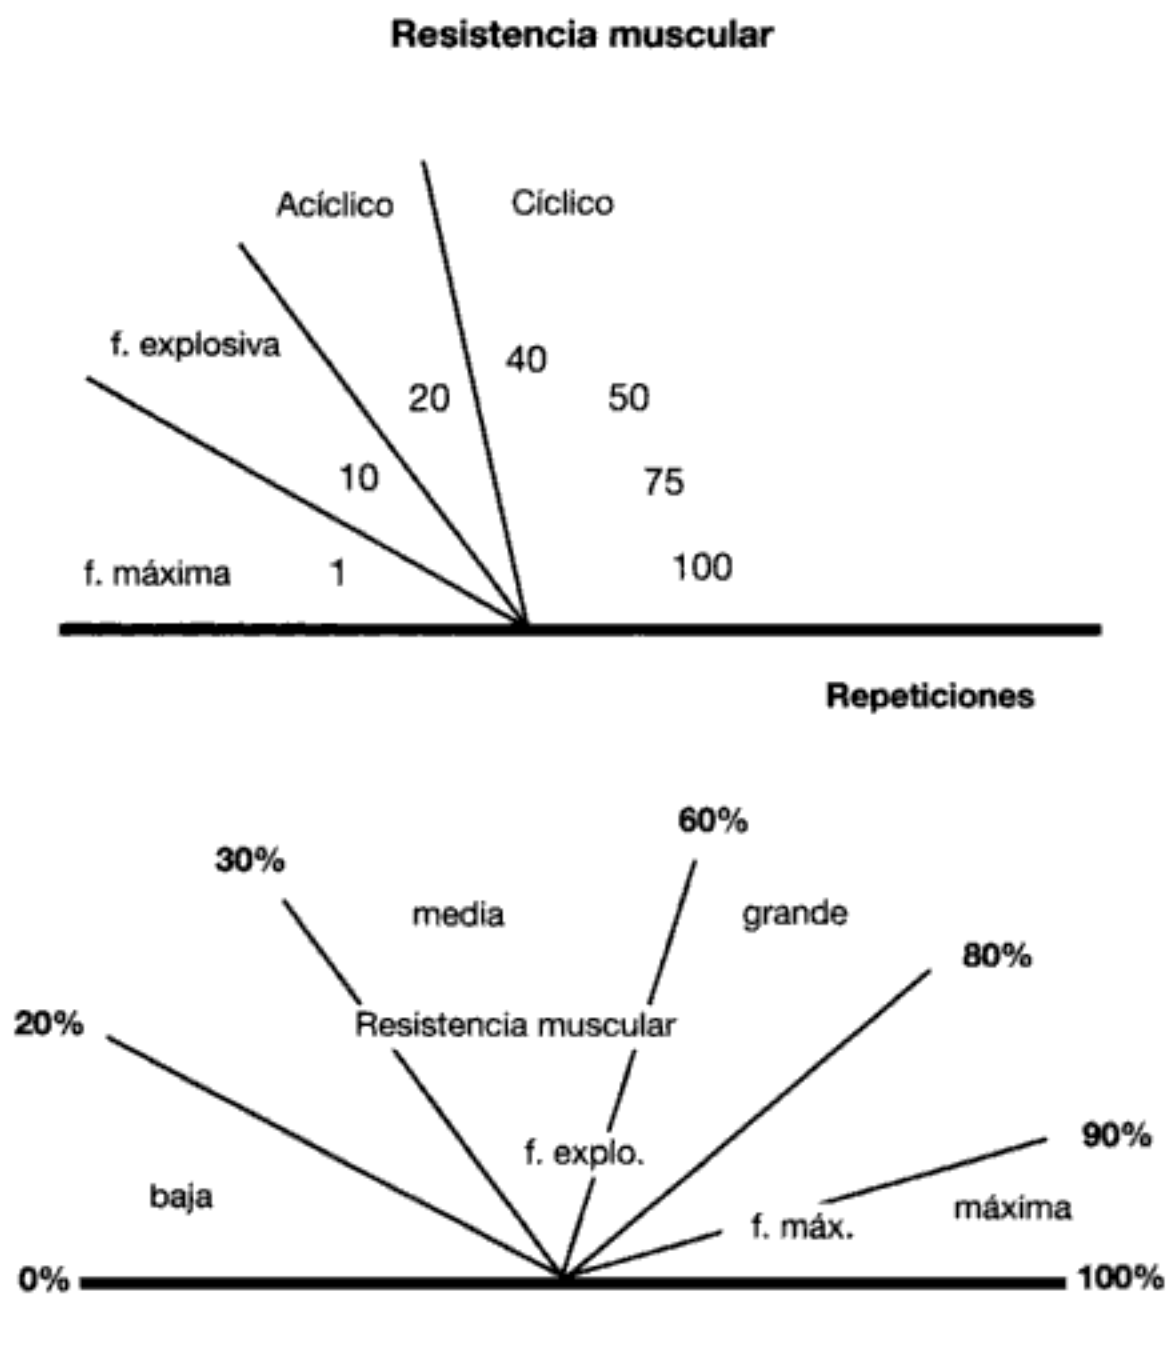 Resistencia muscular
Acíclico
Cíclico
f. explosiva
40
20
50
10
75
f. máxima
1
100
Repeticiones
60%
30%
media
grande
80%
20%
Resistencia muscular
90%
f. explo.
baja
máxima
f. máx.
0%
100%